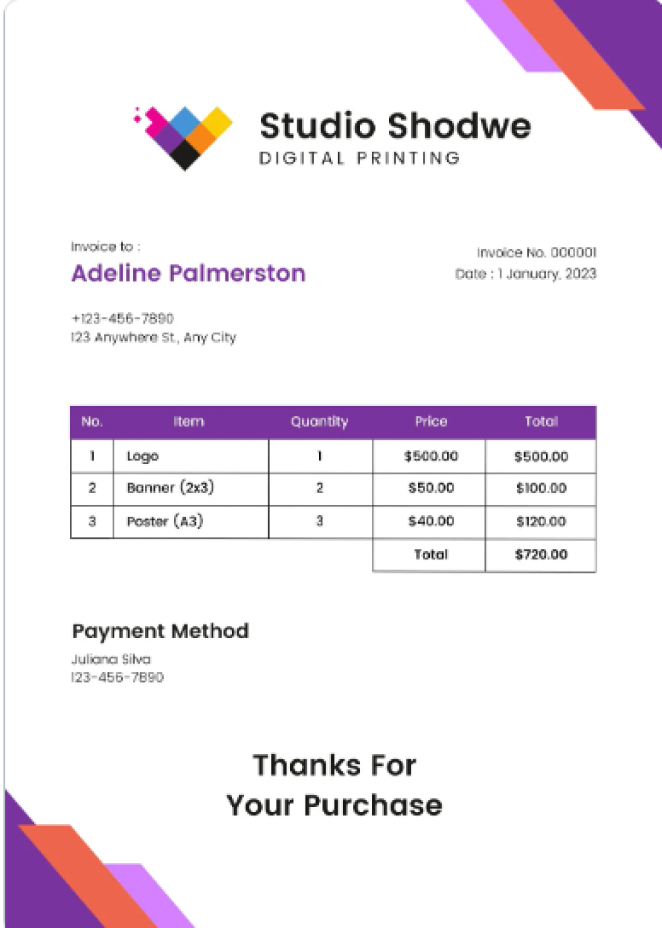 Studio Shodwe
DIGITAL PRINTING
Invoice to :
Adeline Palmerston
Invoice No. 000001
Date : 1 January, 2023
+123-456-7890
123 Anywhere St., Any City
No. Item Quantity Price Total
1 Logo 1 $500.00 $500.00
2 Banner (2x3) 2 $50.00 $100.00
3 Poster (A3) 3 $40.00 $120.00
Total $720.00
Payment Method
Juliana Silva
123-456-7890
Thanks For
Your Purchase